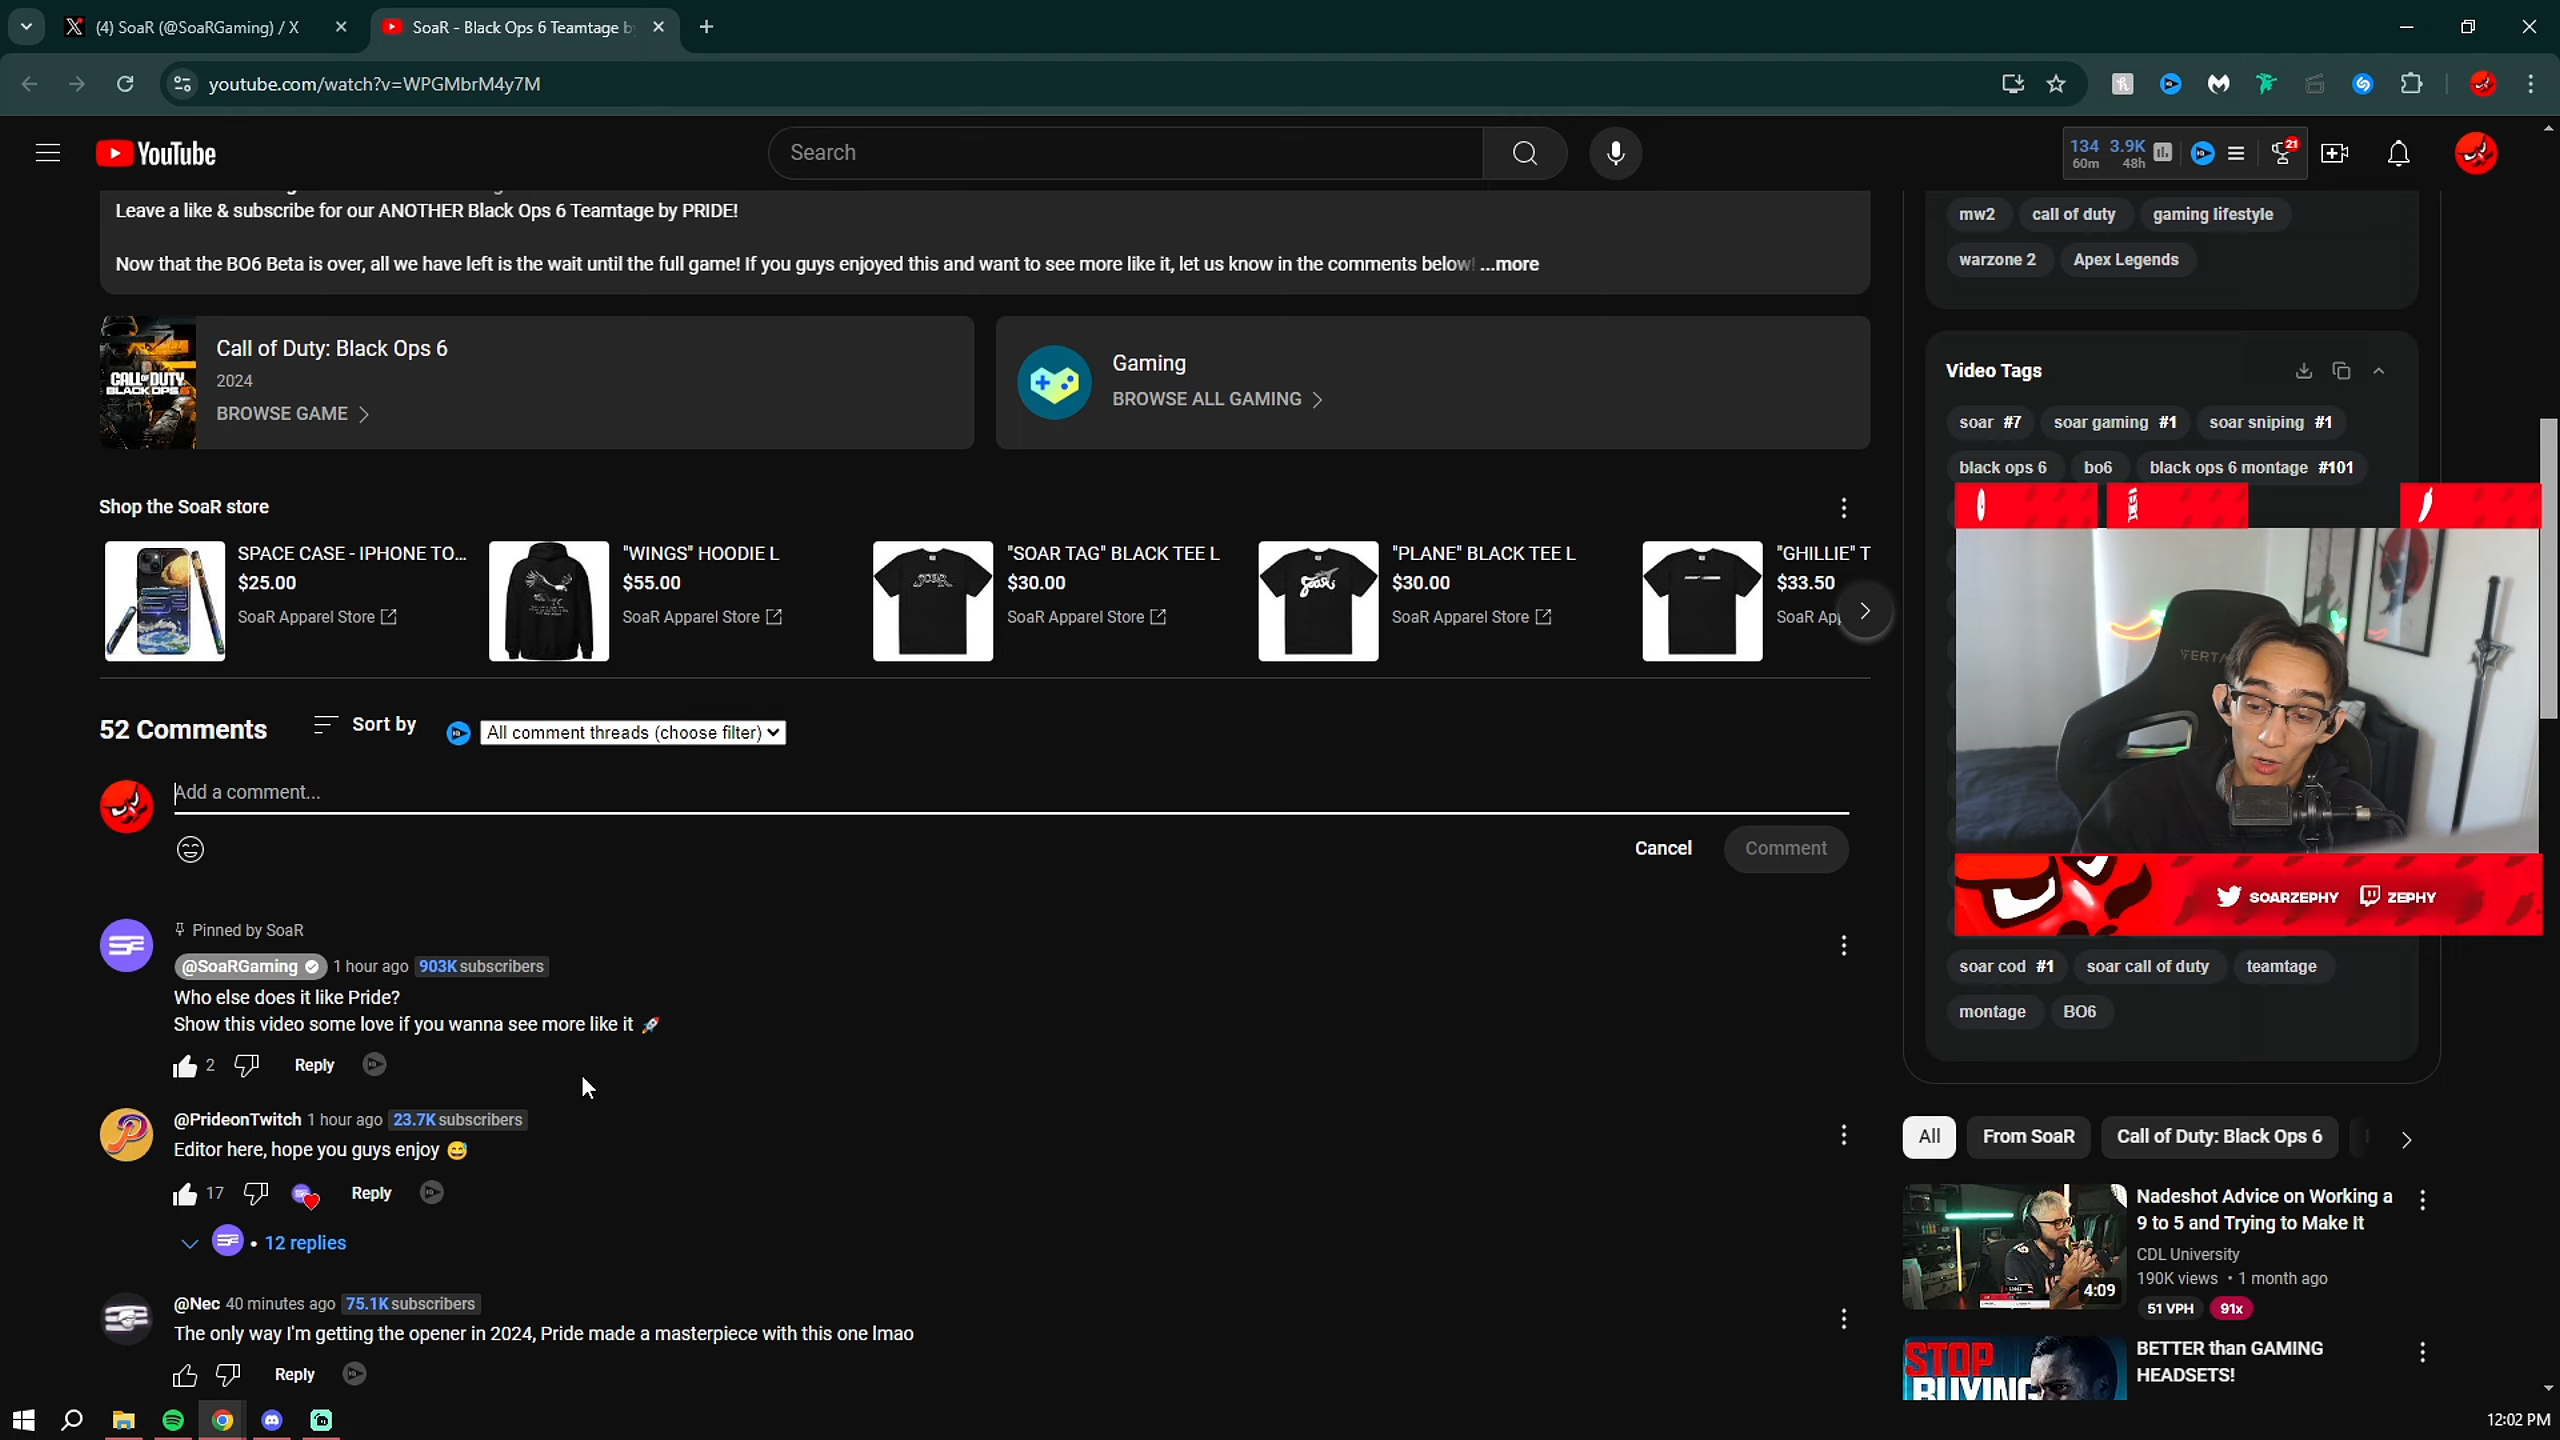 (4) SoaR (@SoaRGaming) / X
SoaR - Black Ops 6 Teamtage by
youtube.com/watch?v=WPGMbrM4y7M
YouTube
Search
134 3.9K
60m 48h
21
Leave a like & subscribe for our ANOTHER Black Ops 6 Teamtage by PRIDE!
Now that the BO6 Beta is over, all we have left is the wait until the full game! If you guys enjoyed this and want to see more like it, let us know in the comments below! ...more
mw2 call of duty gaming lifestyle
warzone 2 Apex Legends
CALL OF DUTY
BLACK OPS 6
Call of Duty: Black Ops 6
2024
BROWSE GAME
Gaming
BROWSE ALL GAMING
Video Tags
soar #7 soar gaming #1 soar sniping #1
black ops 6 bo6 black ops 6 montage #101
Shop the SoaR store
SPACE CASE - IPHONE TO...
$25.00
SoaR Apparel Store
"WINGS" HOODIE L
$55.00
SoaR Apparel Store
"SOAR TAG" BLACK TEE L
$30.00
SoaR Apparel Store
"PLANE" BLACK TEE L
$30.00
SoaR Apparel Store
"GHILLIE" T
$33.50
SoaR App
VERTA
52 Comments
Sort by
All comment threads (choose filter)
Add a comment...
Cancel
Comment
SOARZEPHY ZEPHY
soar cod #1 soar call of duty teamtage
montage BO6
Pinned by SoaR
@SoaRGaming 1 hour ago 903K subscribers
Who else does it like Pride?
Show this video some love if you wanna see more like it 🚀
2 Reply
@PrideonTwitch 1 hour ago 23.7K subscribers
Editor here, hope you guys enjoy 😅
17 Reply
• 12 replies
@Nec 40 minutes ago 75.1K subscribers
The only way I'm getting the opener in 2024, Pride made a masterpiece with this one lmao
Reply
All From SoaR Call of Duty: Black Ops 6
Nadeshot Advice on Working a
9 to 5 and Trying to Make It
CDL University
190K views • 1 month ago
51 VPH 91x
4:09
STOP
BUYING
BETTER than GAMING
HEADSETS!
12:02 PM